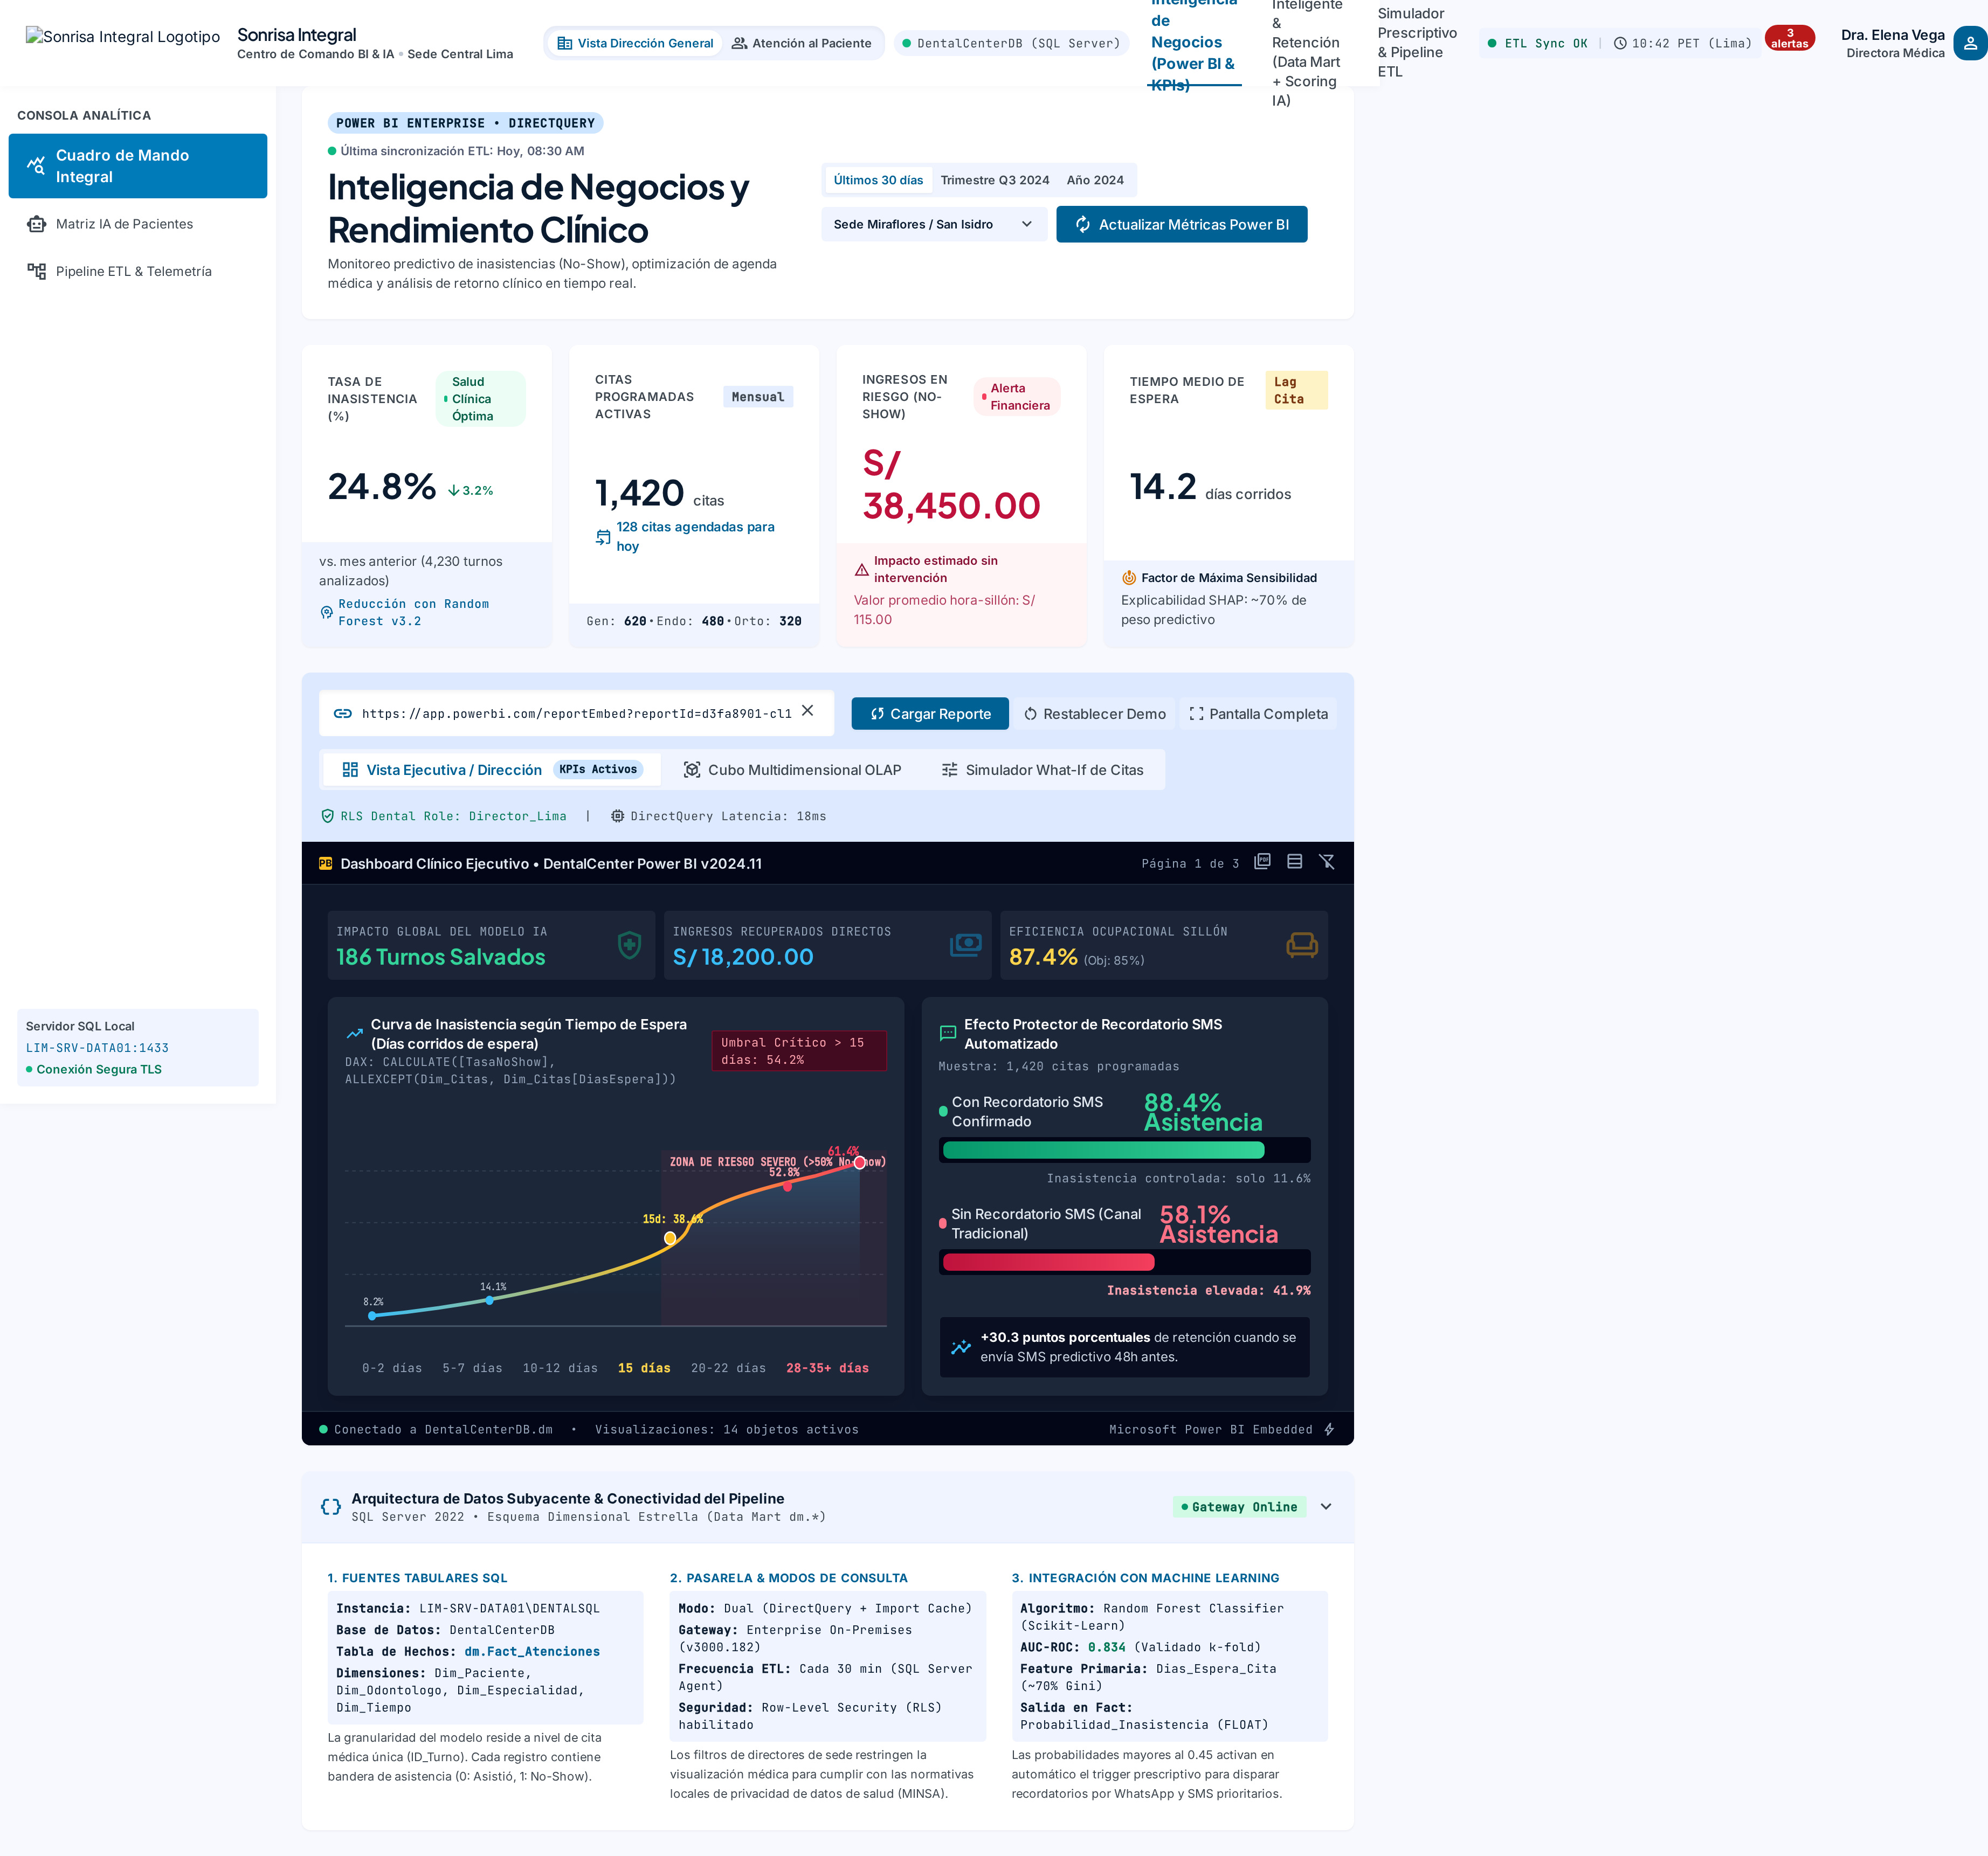 Sonrisa Integral Logotipo
Sonrisa Integral
Centro de Comando BI & IA • Sede Central Lima
Vista Dirección General
Atención al Paciente
DentalCenterDB (SQL Server)
Inteligencia
de
Negocios
(Power BI &
KPIs)
Inteligente
&
Retención
(Data Mart
+ Scoring
IA)
Simulador
Prescriptivo
& Pipeline
ETL
ETL Sync OK | 10:42 PET (Lima)
3
alertas
Dra. Elena Vega
Directora Médica
CONSOLA ANALÍTICA
Cuadro de Mando
Integral
Matriz IA de Pacientes
Pipeline ETL & Telemetría
Servidor SQL Local
LIM-SRV-DATA01:1433
Conexión Segura TLS
POWER BI ENTERPRISE • DIRECTQUERY
Última sincronización ETL: Hoy, 08:30 AM
Inteligencia de Negocios y
Rendimiento Clínico
Monitoreo predictivo de inasistencias (No-Show), optimización de agenda
médica y análisis de retorno clínico en tiempo real.
Últimos 30 días
Trimestre Q3 2024
Año 2024
Sede Miraflores / San Isidro
Actualizar Métricas Power BI
TASA DE
INASISTENCIA
(%)
Salud
Clínica
Óptima
24.8%
3.2%
vs. mes anterior (4,230 turnos
analizados)
Reducción con Random
Forest v3.2
CITAS
PROGRAMADAS
ACTIVAS
Mensual
1,420 citas
128 citas agendadas para
hoy
Gen: 620 • Endo: 480 • Orto: 320
INGRESOS EN
RIESGO (NO-
SHOW)
Alerta
Financiera
S/
38,450.00
Impacto estimado sin
intervención
Valor promedio hora-sillón: S/
115.00
TIEMPO MEDIO DE
ESPERA
Lag
Cita
14.2 días corridos
Factor de Máxima Sensibilidad
Explicabilidad SHAP: ~70% de
peso predictivo
https://app.powerbi.com/reportEmbed?reportId=d3fa8901-cl1
Cargar Reporte
Restablecer Demo
Pantalla Completa
Vista Ejecutiva / Dirección
KPIs Activos
Cubo Multidimensional OLAP
Simulador What-If de Citas
RLS Dental Role: Director_Lima | DirectQuery Latencia: 18ms
PB
Dashboard Clínico Ejecutivo • DentalCenter Power BI v2024.11
Página 1 de 3
PDF
IMPACTO GLOBAL DEL MODELO IA
186 Turnos Salvados
INGRESOS RECUPERADOS DIRECTOS
S/ 18,200.00
EFICIENCIA OCUPACIONAL SILLÓN
87.4% (Obj: 85%)
Curva de Inasistencia según Tiempo de Espera
(Días corridos de espera)
DAX: CALCULATE([TasaNoShow],
ALLEXCEPT(Dim_Citas, Dim_Citas[DiasEspera]))
Umbral Crítico > 15
días: 54.2%
61.4%
ZONA DE RIESGO SEVERO (>50% No-Show)
52.8%
15d: 38.6%
14.1%
8.2%
0-2 días
5-7 días
10-12 días
15 días
20-22 días
28-35+ días
Efecto Protector de Recordatorio SMS
Automatizado
Muestra: 1,420 citas programadas
Con Recordatorio SMS
Confirmado
88.4%
Asistencia
Inasistencia controlada: solo 11.6%
Sin Recordatorio SMS (Canal
Tradicional)
58.1%
Asistencia
Inasistencia elevada: 41.9%
+30.3 puntos porcentuales de retención cuando se
envía SMS predictivo 48h antes.
Conectado a DentalCenterDB.dm • Visualizaciones: 14 objetos activos
Microsoft Power BI Embedded
Arquitectura de Datos Subyacente & Conectividad del Pipeline
SQL Server 2022 • Esquema Dimensional Estrella (Data Mart dm.*)
Gateway Online
1. FUENTES TABULARES SQL
Instancia: LIM-SRV-DATA01\DENTALSQL
Base de Datos: DentalCenterDB
Tabla de Hechos: dm.Fact_Atenciones
Dimensiones: Dim_Paciente,
Dim_Odontologo, Dim_Especialidad,
Dim_Tiempo
La granularidad del modelo reside a nivel de cita
médica única (ID_Turno). Cada registro contiene
bandera de asistencia (0: Asistió, 1: No-Show).
2. PASARELA & MODOS DE CONSULTA
Modo: Dual (DirectQuery + Import Cache)
Gateway: Enterprise On-Premises
(v3000.182)
Frecuencia ETL: Cada 30 min (SQL Server
Agent)
Seguridad: Row-Level Security (RLS)
habilitado
Los filtros de directores de sede restringen la
visualización médica para cumplir con las normativas
locales de privacidad de datos de salud (MINSA).
3. INTEGRACIÓN CON MACHINE LEARNING
Algoritmo: Random Forest Classifier
(Scikit-Learn)
AUC-ROC: 0.834 (Validado k-fold)
Feature Primaria: Dias_Espera_Cita
(~70% Gini)
Salida en Fact:
Probabilidad_Inasistencia (FLOAT)
Las probabilidades mayores al 0.45 activan en
automático el trigger prescriptivo para disparar
recordatorios por WhatsApp y SMS prioritarios.